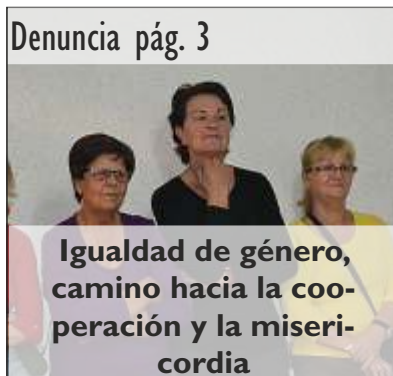 Denuncia pág. 3
Igualdad de género,
camino hacia la coo-
peración y la miseri-
cordia